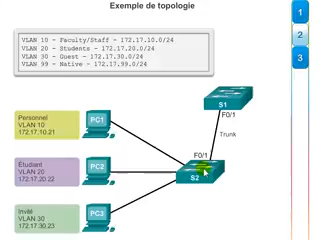 Exemple de topologie
1
VLAN 10 - Faculty/Staff - 172.17.10.0/24
VLAN 20 - Students - 172.17.20.0/24
VLAN 30 - Guest - 172.17.30.0/24
VLAN 99 - Native - 172.17.99.0/24
2
3
S1
F0/1
Personnel
VLAN 10
172.17.10.21
PC1
Trunk
F0/1
Étudiant
VLAN 20
172.17.20.22
PC2
S2
Invité
VLAN 30
172.17.30.23
PC3